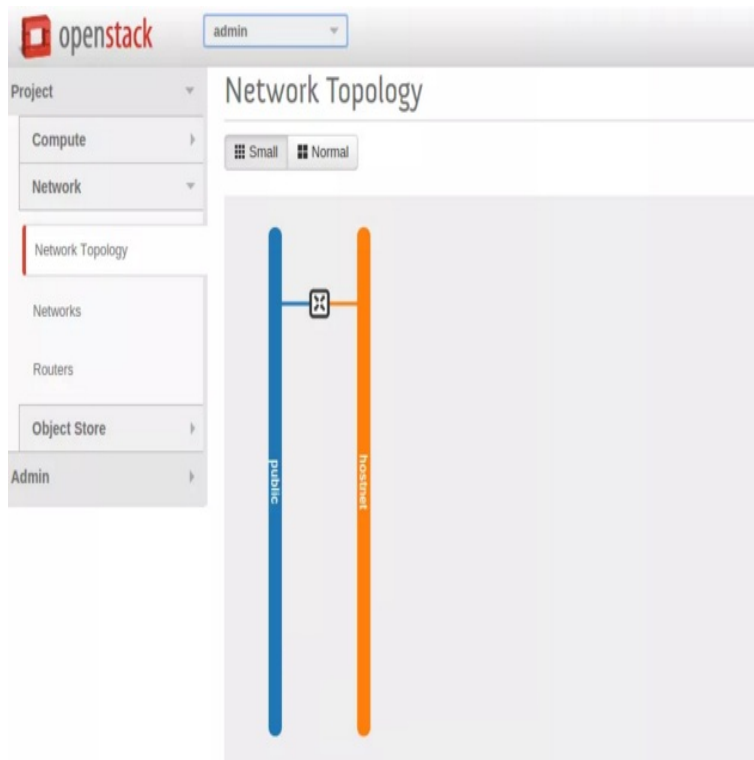 openstack
admin
Project
Compute
Network
Network Topology
Networks
Routers
Object Store
Admin
Network Topology
Small
Normal
public
hostnet